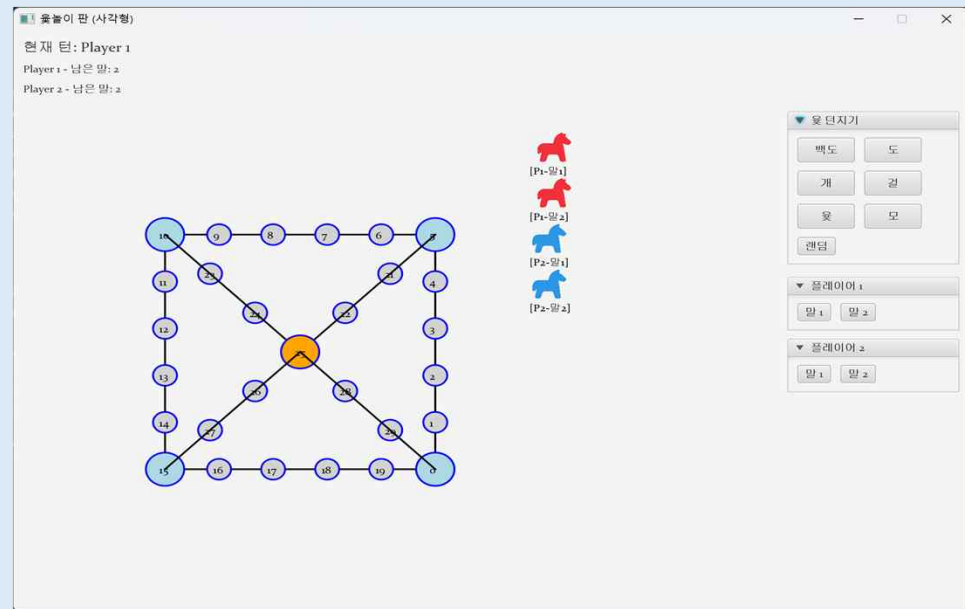 윷놀이 판 (사각형)
현재 턴: Player 1
Player 1 - 남은 말: 2
Player 2 - 남은 말: 2
윷 던지기
백도 도
개 걸
윷 모
랜덤
플레이어 1
말 1 말 2
플레이어 2
말 1 말 2
[P1-말1]
[P1-말2]
[P2-말1]
[P2-말2]
10 9 8 7 6 5
23 21
11 4
24 22
12 3
25
13 2
26 28
14 1
27 29
15 16 17 18 19 0